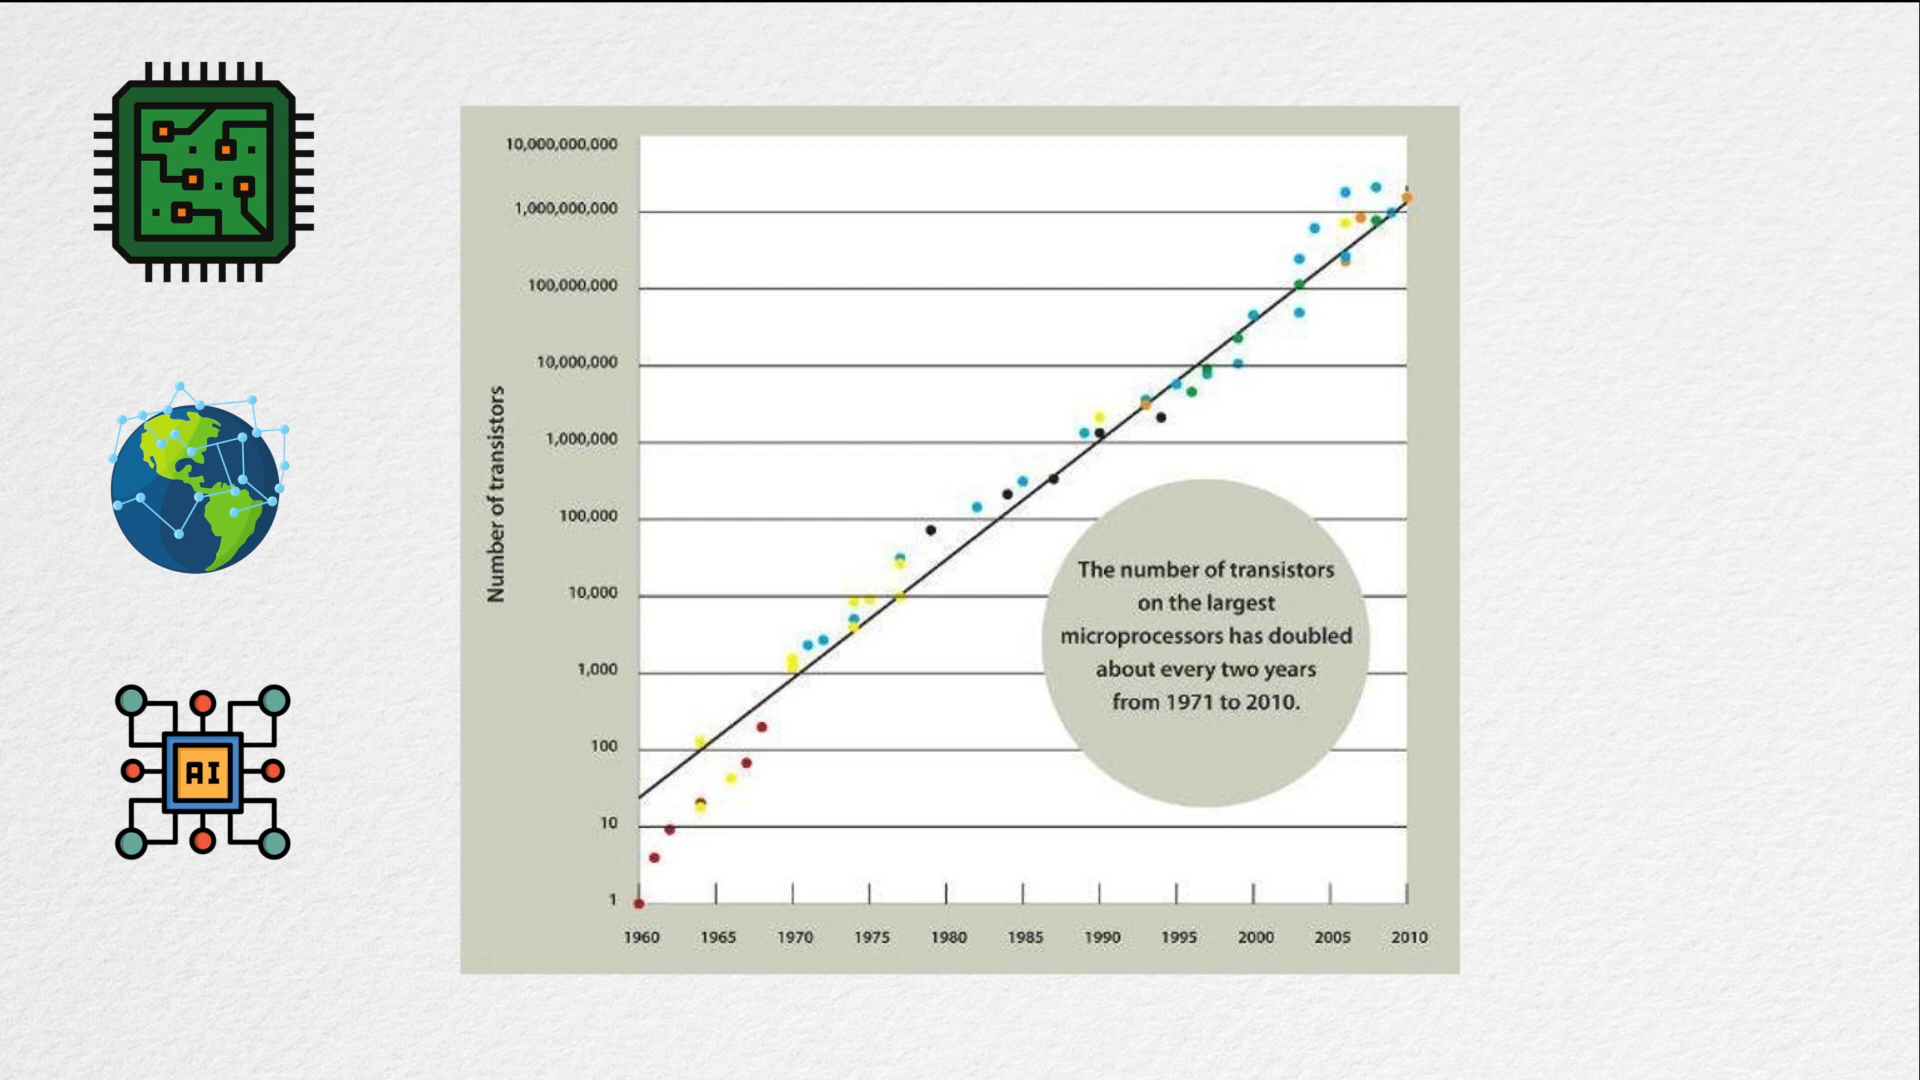 10,000,000,000
1,000,000,000
100,000,000
10,000,000
1,000,000
100,000
10,000
1,000
100
10
1
Number of transistors
1960 1965 1970 1975 1980 1985 1990 1995 2000 2005 2010
The number of transistors
on the largest
microprocessors has doubled
about every two years
from 1971 to 2010.
AI